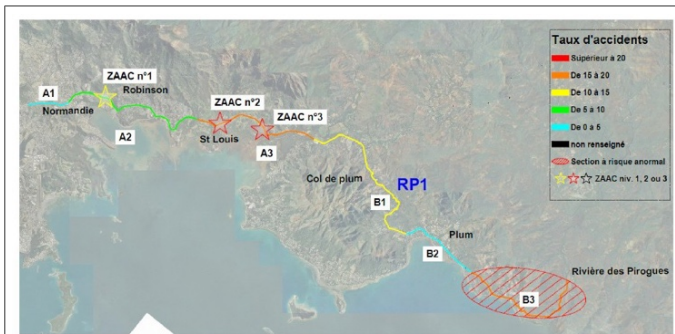 Taux d'accidents
Supérieur à 20
De 15 à 20
De 10 à 15
De 5 à 10
De 0 à 5
non renseigné
Section à risque anormal
ZAAC niv. 1, 2 ou 3
ZAAC n°1
A1
Robinson
Normandie
ZAAC n°2
ZAAC n°3
A2
St Louis
A3
Col de plum
RP1
B1
Plum
B2
Rivière des Pirogues
B3